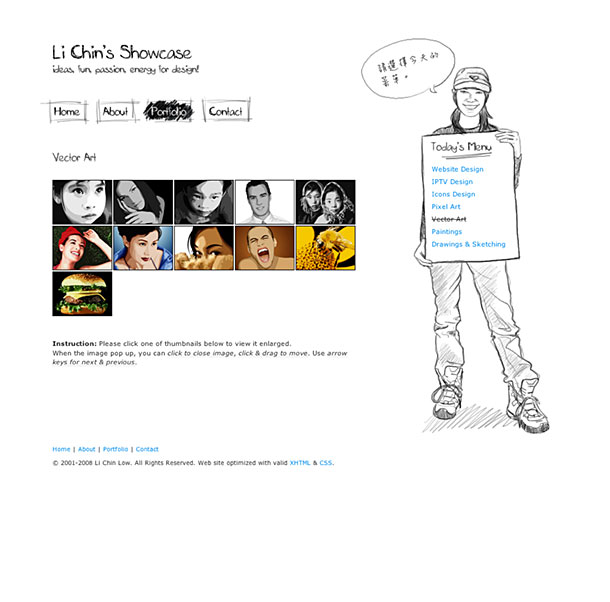 Li Chin's Showcase
ideas, fun, passion, energy for design!
Home
About
Portfolio
Contact
Vector Art
請選擇今天的
菜單。
Today's Menu
Website Design
IPTV Design
Icons Design
Pixel Art
Vector Art
Paintings
Drawings & Sketching
Instruction: Please click one of thumbnails below to view it enlarged.
When the image pop up, you can click to close image, click & drag to move. Use arrow
keys for next & previous.
Home | About | Portfolio | Contact
© 2001-2008 Li Chin Low. All Rights Reserved. Web site optimized with valid XHTML & CSS.